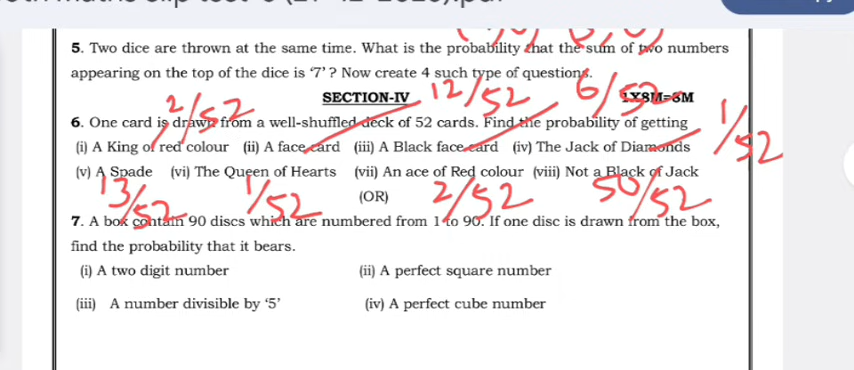 5. Two dice are thrown at the same time. What is the probability that the sum of two numbers
appearing on the top of the dice is '7'? Now create 4 such type of questions.
SECTION-IV 12/52 6/52 1X8M=8M
2/52
6. One card is drawn from a well-shuffled deck of 52 cards. Find the probability of getting
(i) A King of red colour (ii) A face card (iii) A Black face card (iv) The Jack of Diamonds 1/52
(v) A Spade (vi) The Queen of Hearts (vii) An ace of Red colour (viii) Not a Black of Jack
13/52 1/52 (OR) 2/52 50/52
7. A box contain 90 discs which are numbered from 1 to 90. If one disc is drawn from the box,
find the probability that it bears.
(i) A two digit number (ii) A perfect square number
(iii) A number divisible by '5' (iv) A perfect cube number